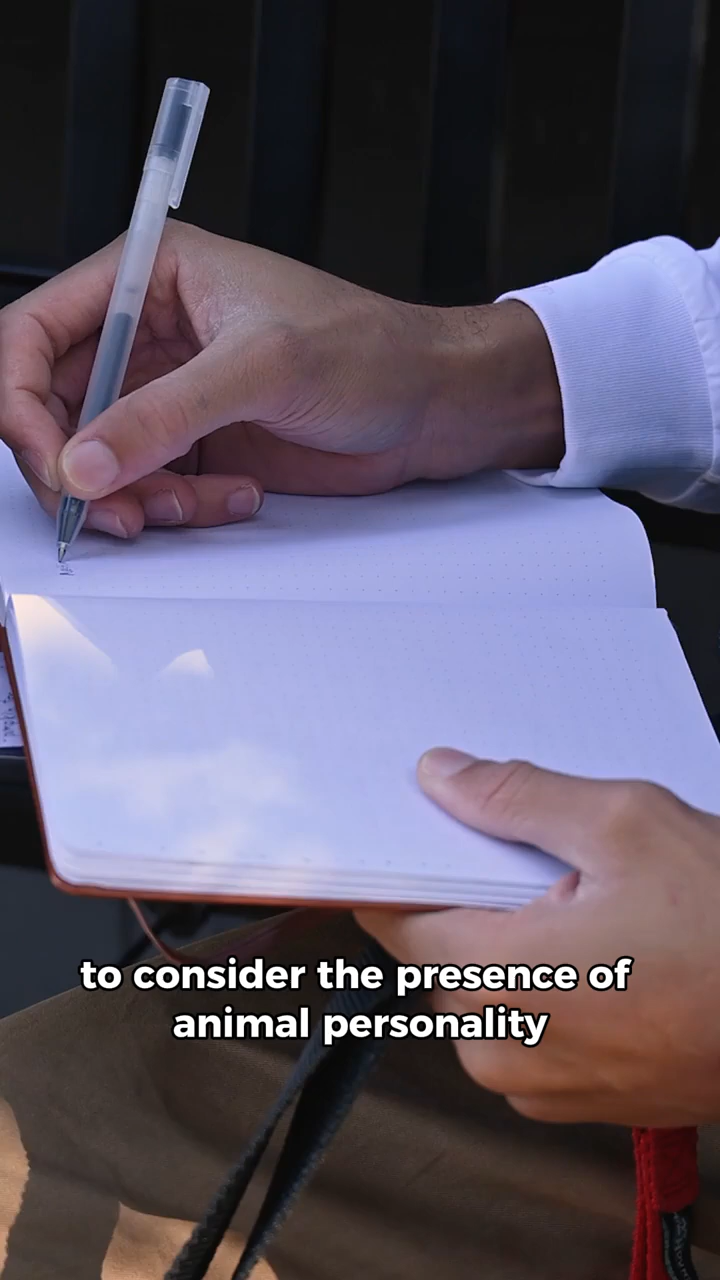 to consider the presence of
animal personality